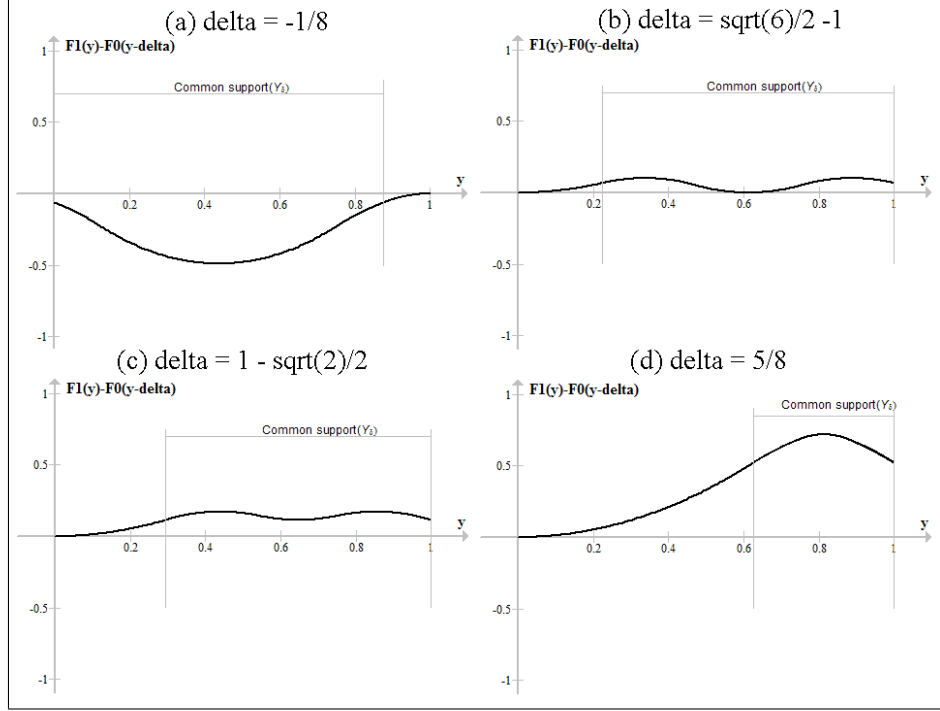 (a) delta = -1/8
F1(y)-F0(y-delta)
1
Common support(Yδ)
0.5
y
0.2 0.4 0.6 0.8 1
-0.5
-1
(b) delta = sqrt(6)/2 -1
F1(y)-F0(y-delta)
1
Common support(Yδ)
0.5
y
0.2 0.4 0.6 0.8 1
-0.5
-1
(c) delta = 1 - sqrt(2)/2
F1(y)-F0(y-delta)
1
Common support(Yδ)
0.5
y
0.2 0.4 0.6 0.8 1
-0.5
-1
(d) delta = 5/8
F1(y)-F0(y-delta)
1
Common support(Yδ)
0.5
y
0.2 0.4 0.6 0.8 1
-0.5
-1